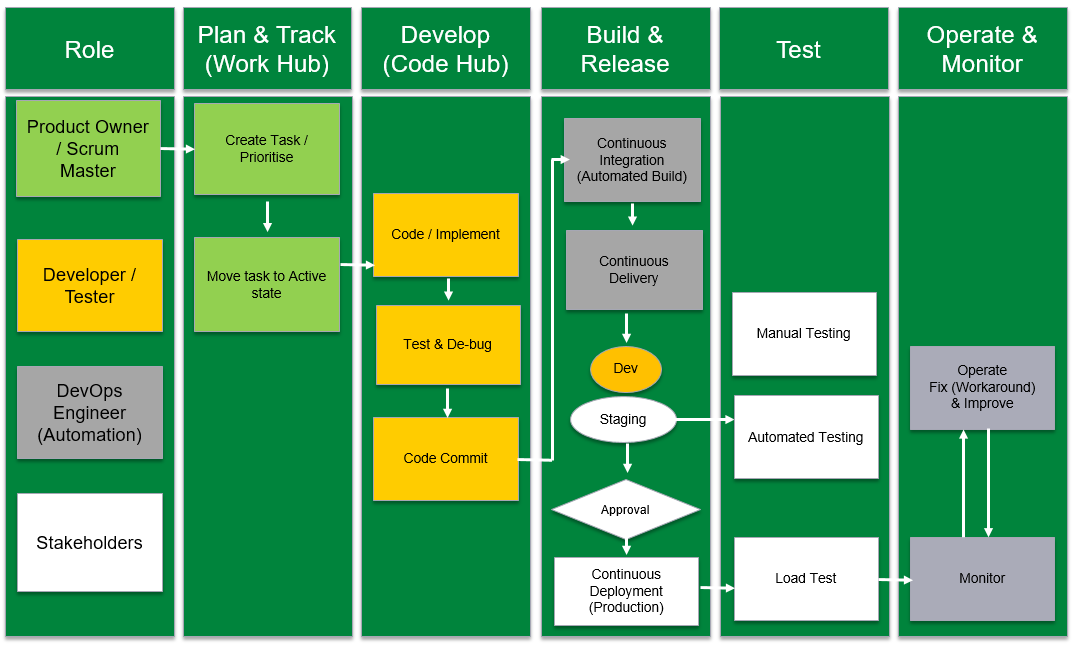 Role
Plan & Track
(Work Hub)
Develop
(Code Hub)
Build &
Release
Test
Operate &
Monitor
Product Owner
/ Scrum
Master
Developer /
Tester
DevOps
Engineer
(Automation)
Stakeholders
Create Task /
Prioritise
Move task to Active
state
Code / Implement
Test & De-bug
Code Commit
Continuous
Integration
(Automated Build)
Continuous
Delivery
Dev
Staging
Approval
Continuous
Deployment
(Production)
Manual Testing
Automated Testing
Load Test
Operate
Fix (Workaround)
& Improve
Monitor